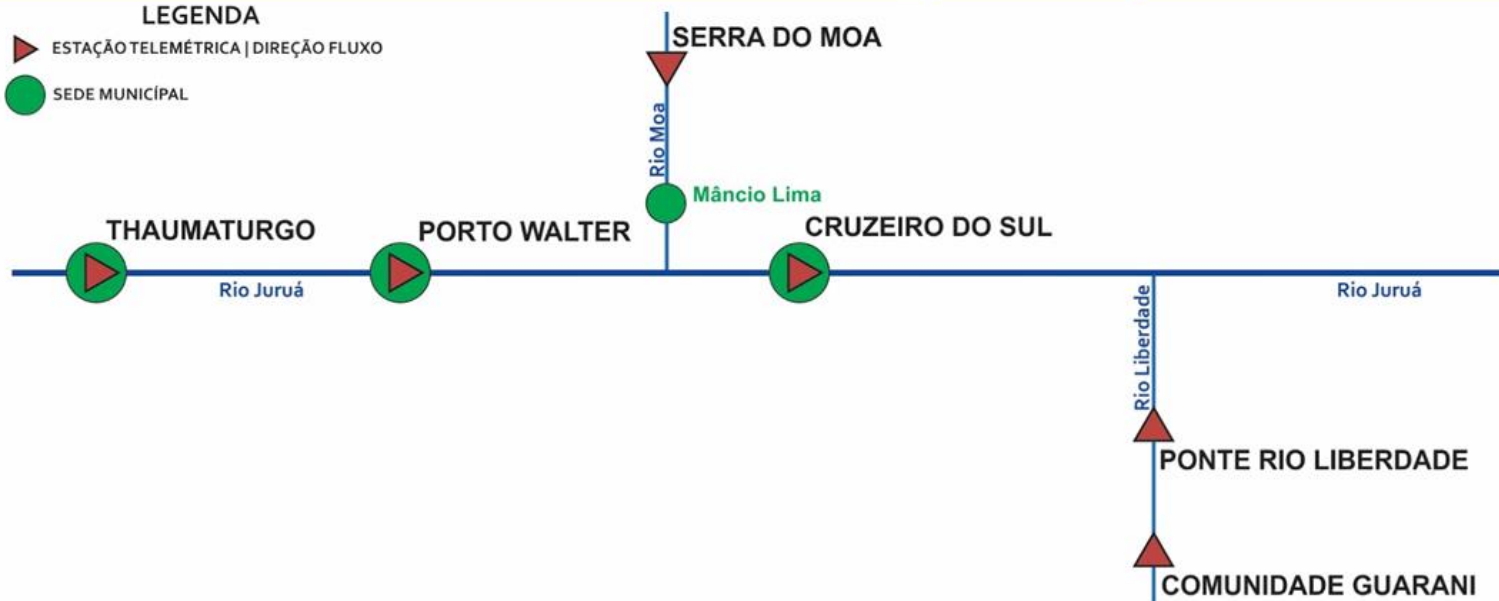 LEGENDA
ESTAÇÃO TELEMÉTRICA | DIREÇÃO FLUXO
SEDE MUNICÍPAL
SERRA DO MOA
Rio Moa
Mâncio Lima
THAUMATURGO
PORTO WALTER
CRUZEIRO DO SUL
Rio Juruá
Rio Juruá
Rio Liberdade
PONTE RIO LIBERDADE
COMUNIDADE GUARANI